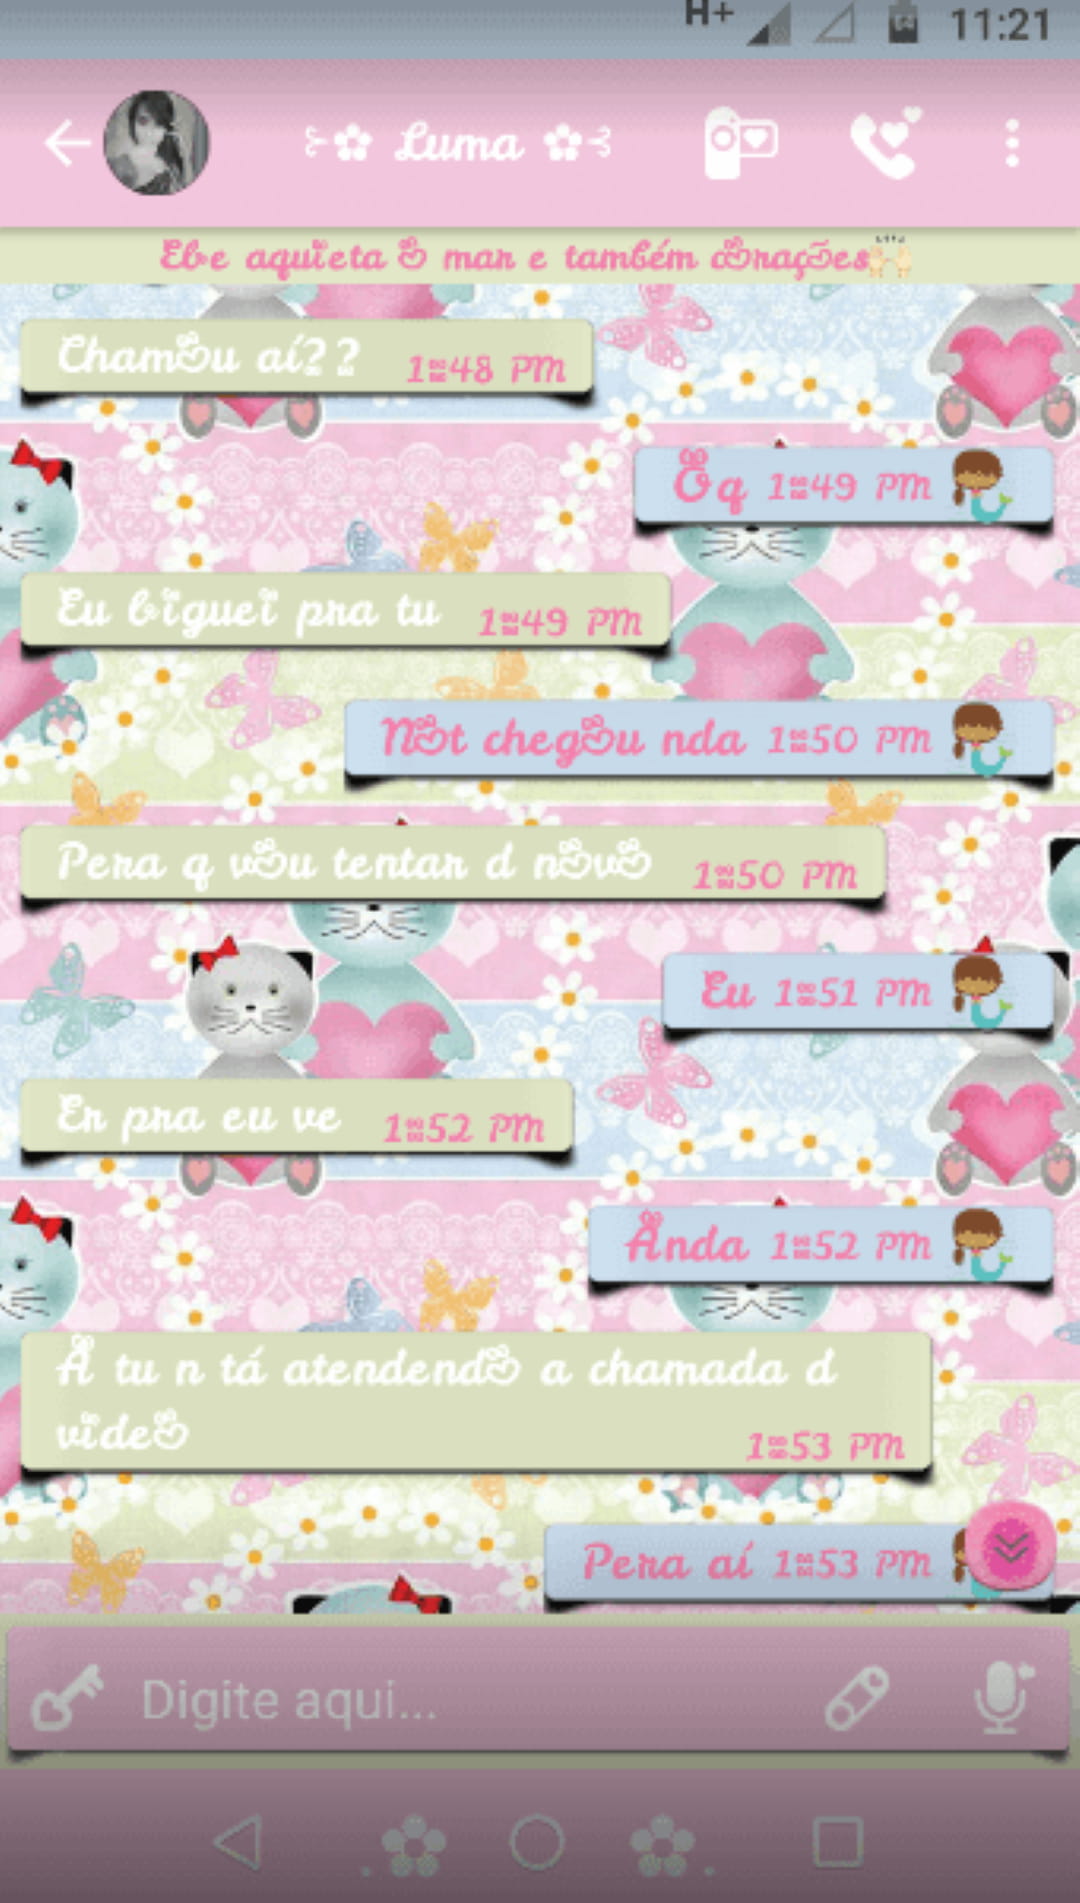 H+ 11:21
Luma
Ele aquieta o mar e também corações🙌🏻
Chamou aí?? 1:48 PM
Oq 1:49 PM
Eu liguei pra tu 1:49 PM
Not chegou nda 1:50 PM
Pera q vou tentar d novo 1:50 PM
Eu 1:51 PM
Er pra eu ve 1:52 PM
Anda 1:52 PM
A tu n tá atendendo a chamada d
video 1:53 PM
Pera aí 1:53 PM
Digite aqui...